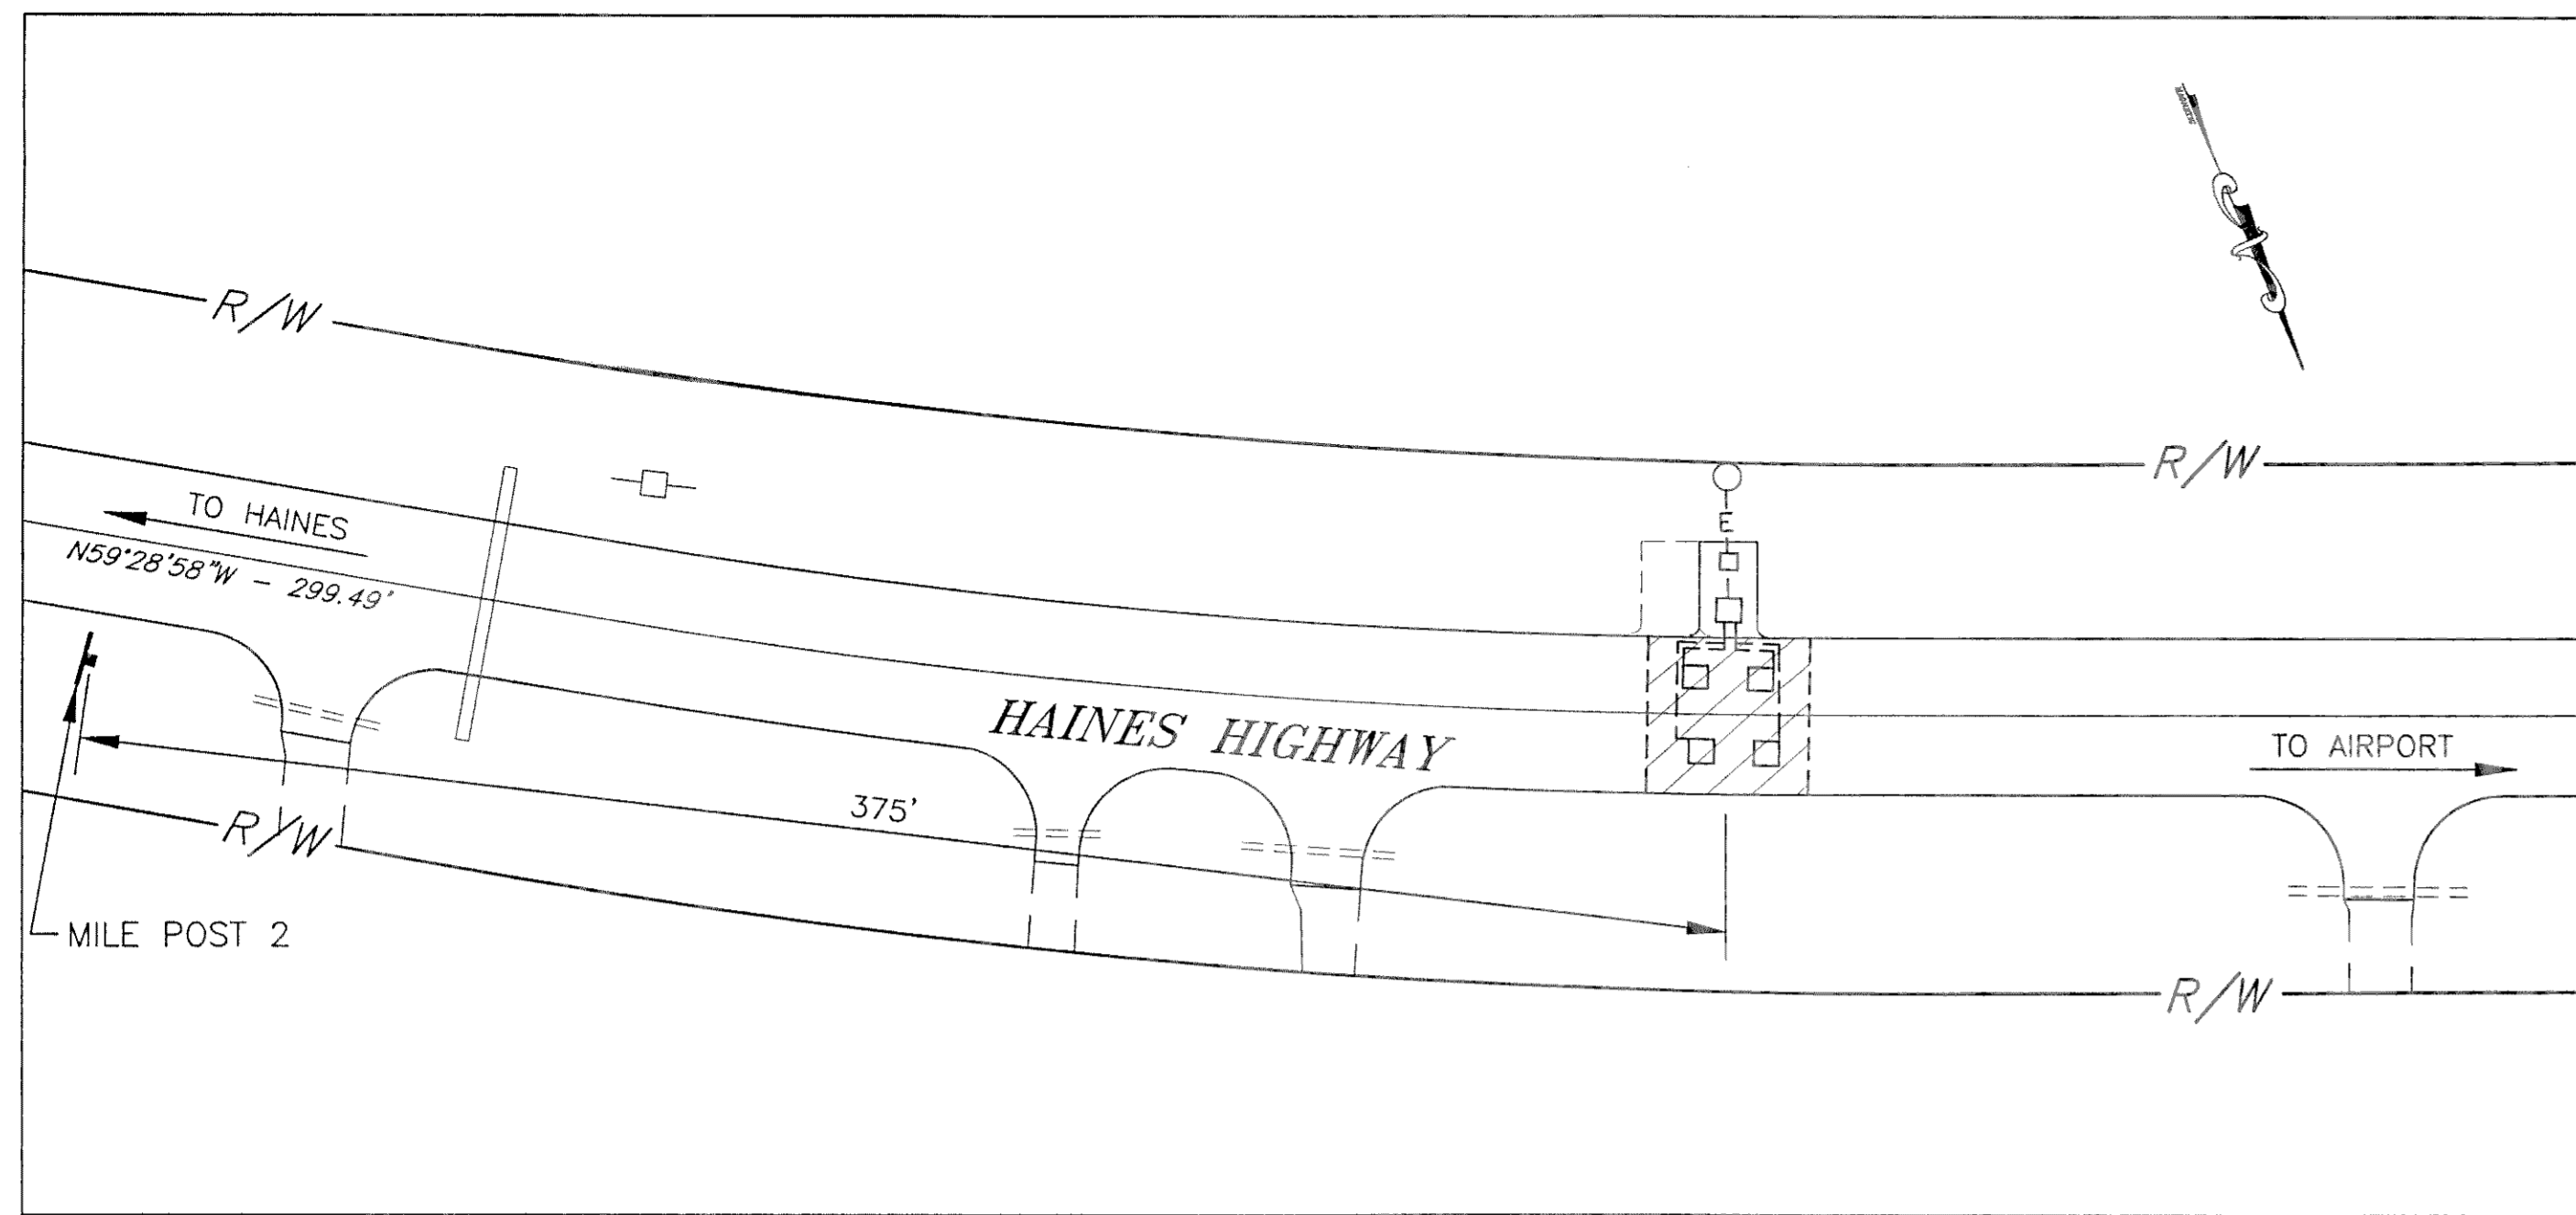 R/W
R/W
TO HAINES
N59°28'58"W - 299.49'
E
HAINES HIGHWAY
TO AIRPORT
375'
R/W
MILE POST 2
R/W